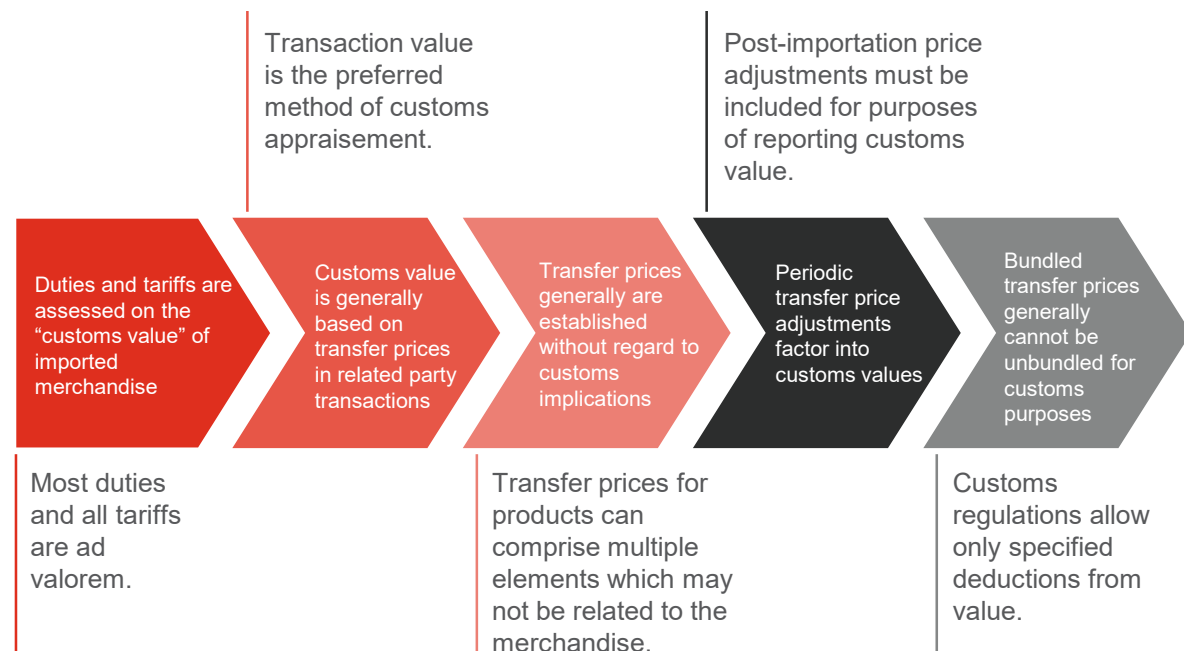 Transaction value
is the preferred
method of customs
appraisement.
Post-importation price
adjustments must be
included for purposes
of reporting customs
value.
Duties and tariffs are
assessed on the
“customs value” of
imported
merchandise
Customs value
is generally
based on
transfer prices
in related party
transactions
Transfer prices
generally are
established
without regard to
customs
implications
Periodic
transfer price
adjustments
factor into
customs values
Bundled
transfer prices
generally
cannot be
unbundled for
customs
purposes
Most duties
and all tariffs
are ad
valorem.
Transfer prices for
products can
comprise multiple
elements which may
not be related to the
merchandise.
Customs
regulations allow
only specified
deductions from
value.